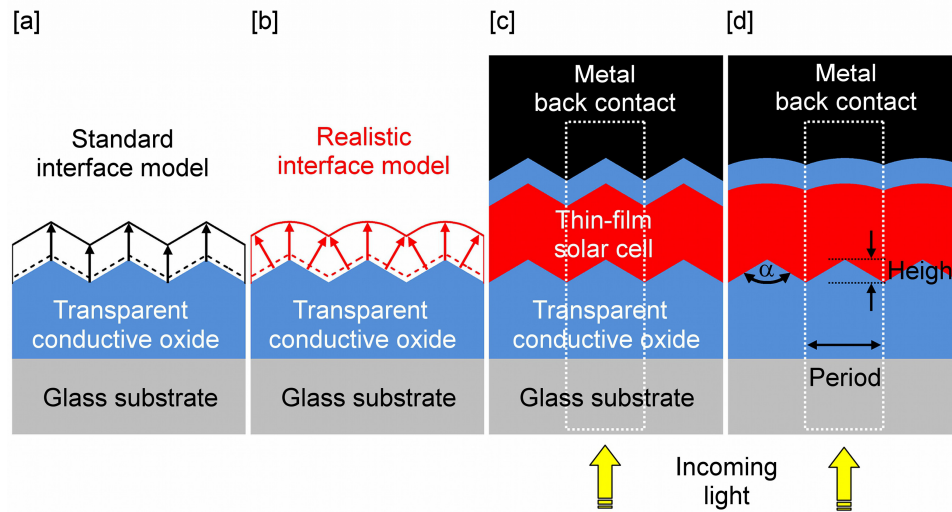 [a]
[b]
[c]
[d]
Standard
interface model
Realistic
interface model
Metal
back contact
Metal
back contact
Thin-film
solar cell
α
Heigh
Transparent
conductive oxide
Transparent
conductive oxide
Transparent
conductive oxide
Period
Glass substrate
Glass substrate
Glass substrate
Incoming
light